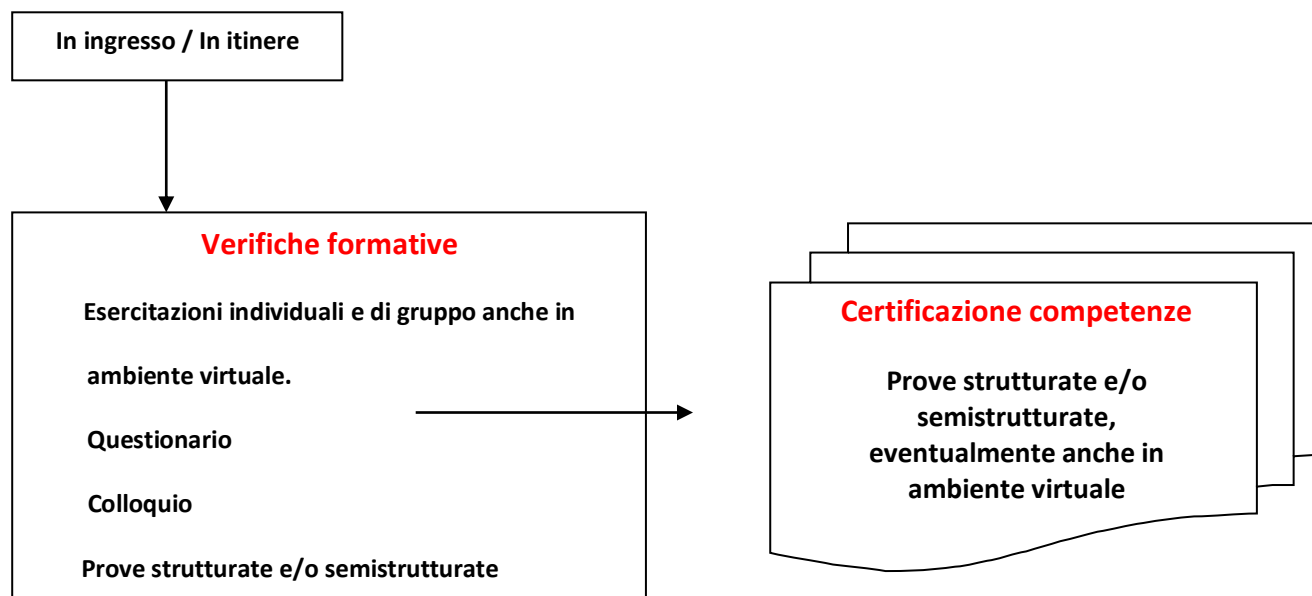 In ingresso / In itinere
Verifiche formative
Esercitazioni individuali e di gruppo anche in
ambiente virtuale.
Questionario
Colloquio
Prove strutturate e/o semistrutturate
Certificazione competenze
Prove strutturate e/o
semistrutturate,
eventualmente anche in
ambiente virtuale